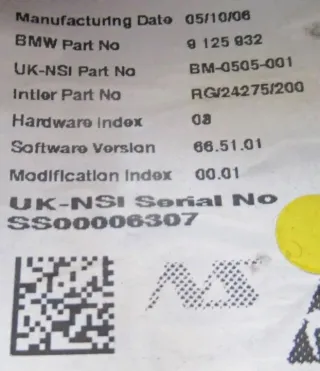 Manufacturing Date 05/10/06
BMW Part No 9 125 932
UK-NSI Part No BM-0505-001
Intier Part No RG/24275/200
Hardware Index 08
Software Version 66.51.01
Modification Index 00.01
UK-NSI Serial No
SS00006307
NS